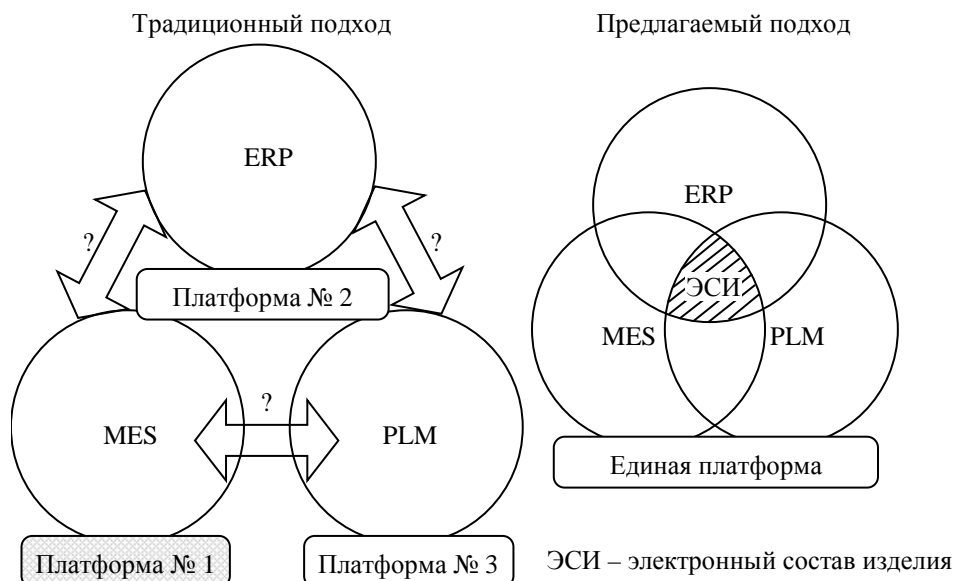 Традиционный подход
ERP
?
?
Платформа № 2
MES
?
PLM
Платформа № 1
Платформа № 3
Предлагаемый подход
ERP
ЭСИ
MES
PLM
Единая платформа
ЭСИ – электронный состав изделия